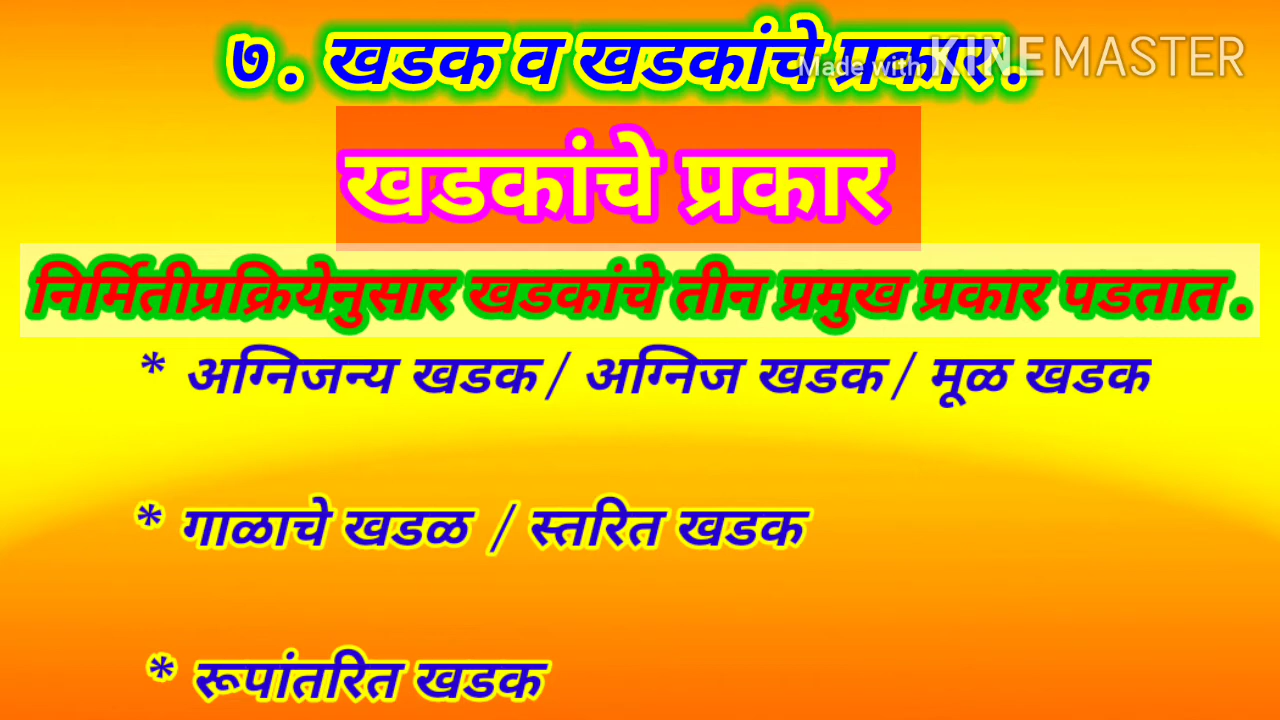 ७. खडक व खडकांचे प्रकार.
Made with KINEMASTER
खडकांचे प्रकार
निर्मितीप्रक्रियेनुसार खडकांचे तीन प्रमुख प्रकार पडतात.
* अग्निजन्य खडक/ अग्निज खडक/ मूळ खडक
* गाळाचे खडळ / स्तरित खडक
* रूपांतरित खडक